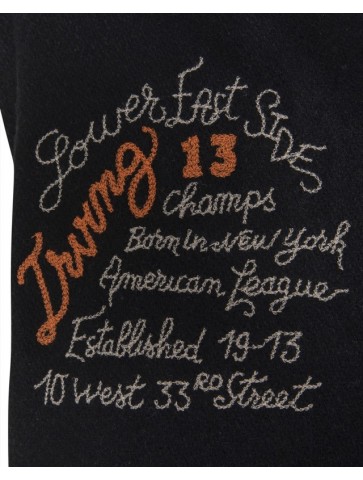 Lower East SIDE
Irving
13
Champs
Born In New York
American League
Established 19-13
10 West 33RD Street